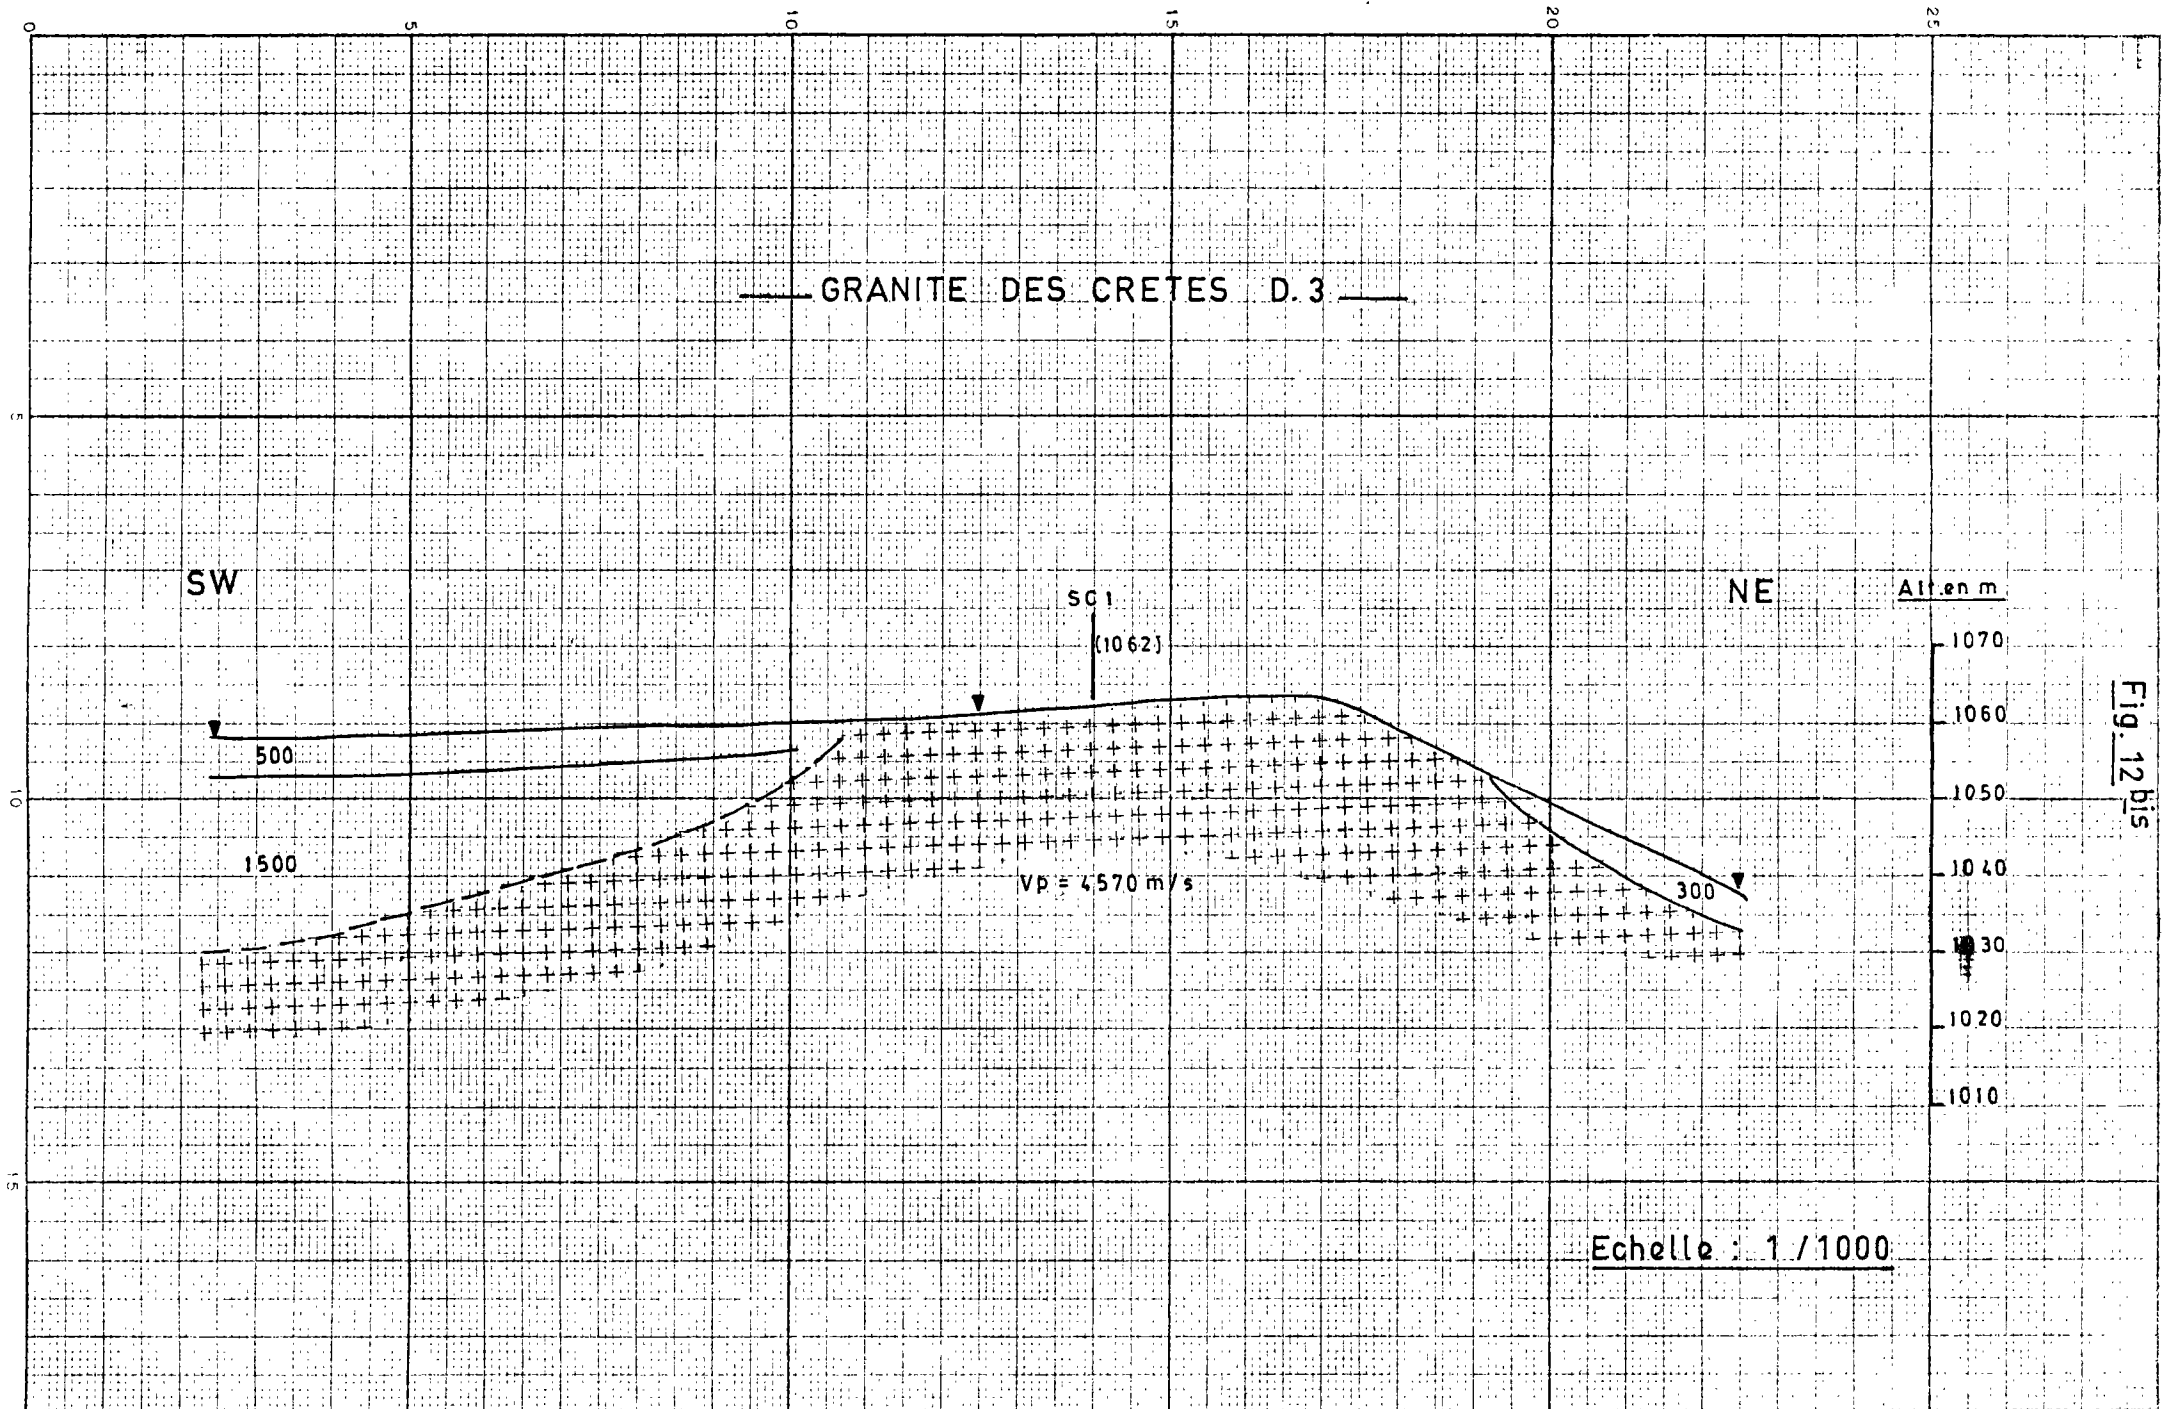 0 5 10 15 20 25
GRANITE DES CRETES D.3
5
SW
SC1
NE
Alt.en m
(1062)
1070
1060
Fig. 12 bis
500
1050
10
1500
1040
Vp = 4570 m/s
300
1030
1020
1010
15
Echelle : 1/1000